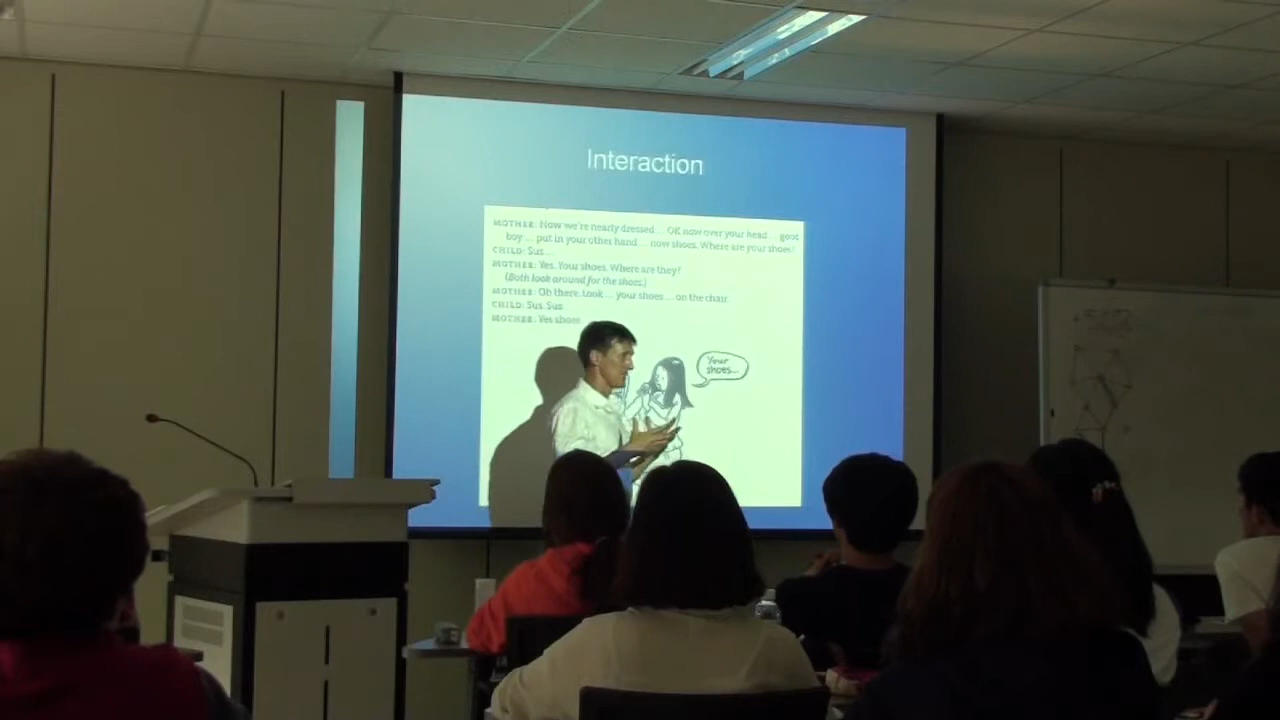 Interaction
MOTHER: Now we're nearly dressed ... OK now over your head ... good
boy ... put in your other hand ... now shoes. Where are your shoes?
CHILD: Sus ...
MOTHER: Yes. Your shoes. Where are they?
(Both look around for the shoes.)
MOTHER: Oh there. Look ... your shoes ... on the chair.
CHILD: Sus. Sus
MOTHER: Yes shoes
Your
shoes...